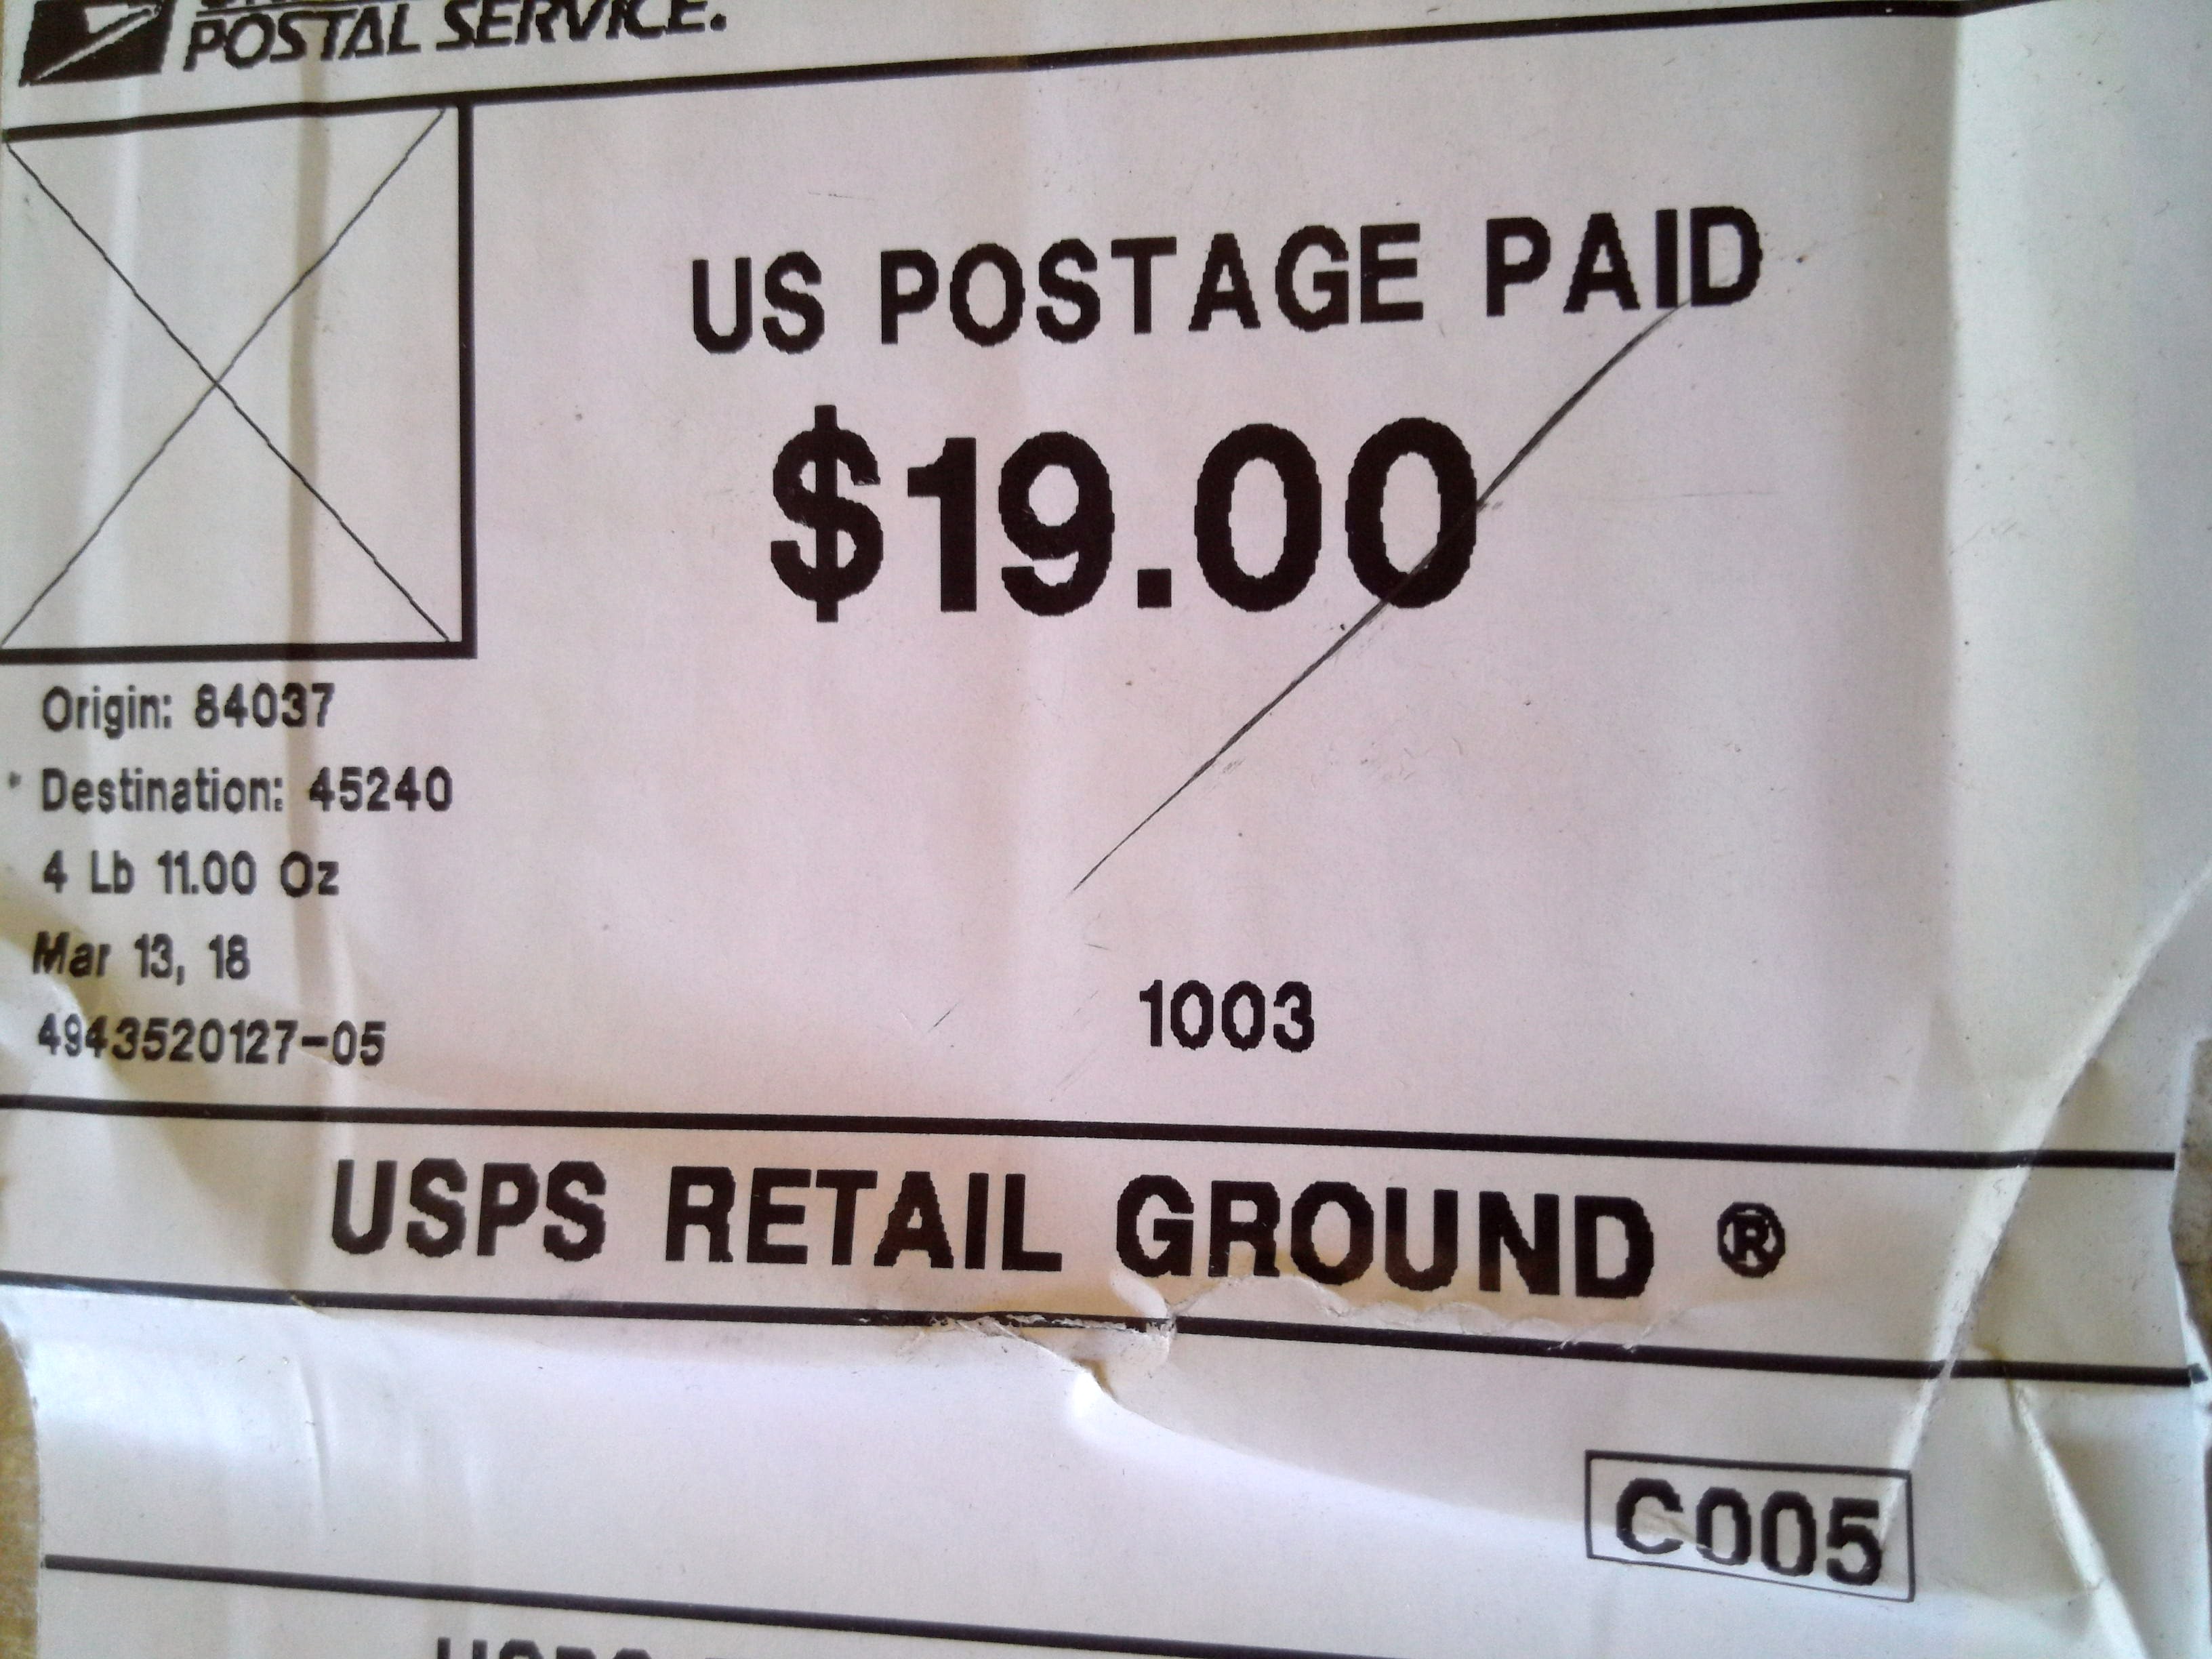 POSTAL SERVICE.
US POSTAGE PAID
$19.00
Origin: 84037
Destination: 45240
4 Lb 11.00 Oz
Mar 13, 18
4943520127-05
1003
USPS RETAIL GROUND ®
C005